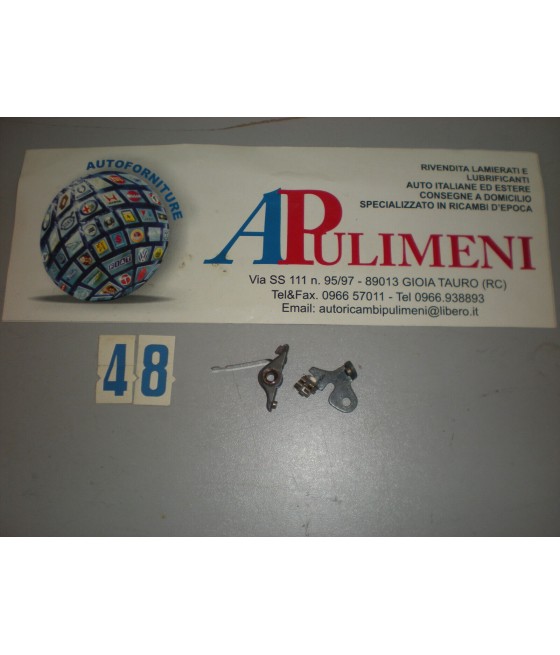 AUTOFORNITURE
APULIMENI
RIVENDITA LAMIERATI E
LUBRIFICANTI
AUTO ITALIANE ED ESTERE
CONSEGNE A DOMICILIO
SPECIALIZZATO IN RICAMBI D'EPOCA
Via SS 111 n. 95/97 - 89013 GIOIA TAURO (RC)
Tel&Fax. 0966 57011 - Tel 0966.938893
Email: autoricambipulimeni@libero.it
48